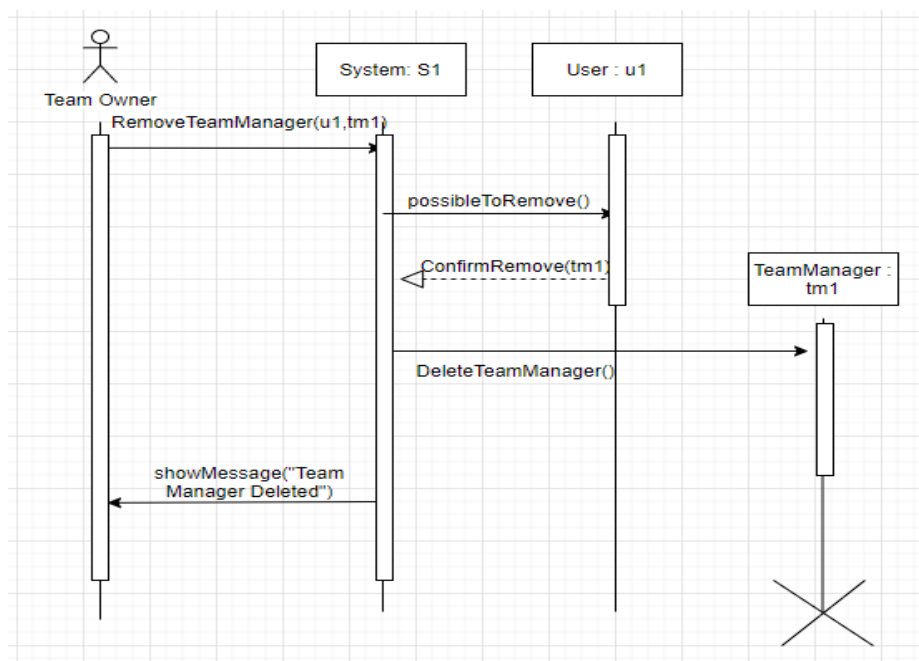 System: S1
User : u1
Team Owner
RemoveTeamManager(u1,tm1)
possibleToRemove()
ConfirmRemove(tm1)
TeamManager :
tm1
DeleteTeamManager()
showMessage("Team
Manager Deleted")